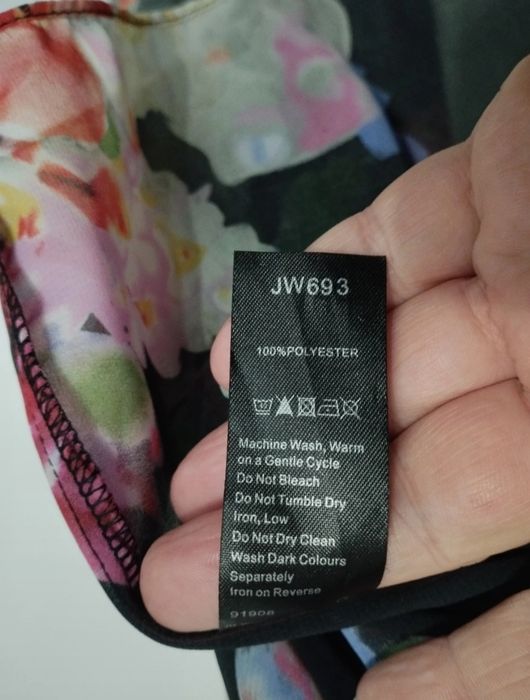 JW693
100%POLYESTER
Machine Wash, Warm
on a Gentle Cycle
Do Not Bleach
Do Not Tumble Dry
Iron, Low
Do Not Dry Clean
Wash Dark Colours
Separately
Iron on Reverse